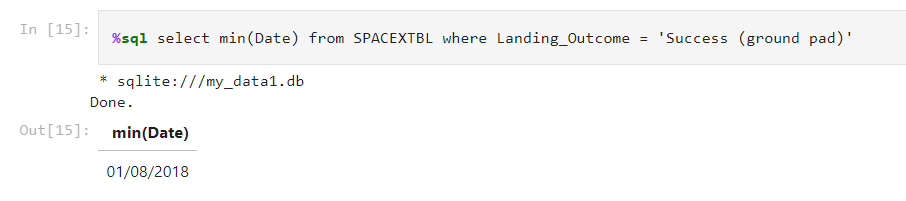 In [15]: %sql select min(Date) from SPACEXTBL where Landing_Outcome = 'Success (ground pad)'
* sqlite:///my_data1.db
Done.
Out[15]: min(Date)
01/08/2018